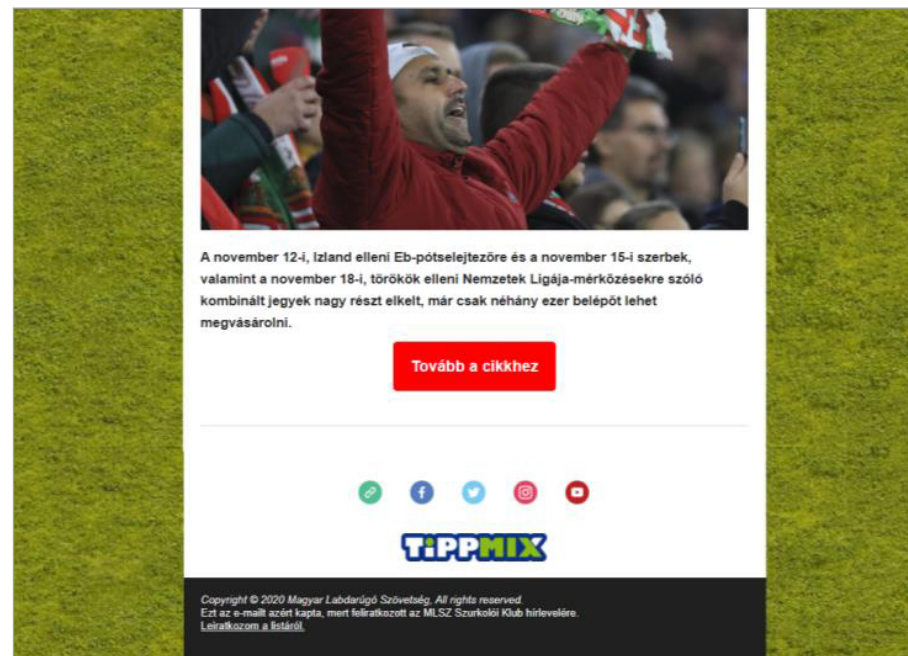 A november 12-i, Izland elleni Eb-pótselejtezőre és a november 15-i szerbek,
valamint a november 18-i, törökök elleni Nemzetek Ligája-mérkőzésekre szóló
kombinált jegyek nagy részt elkelt, már csak néhány ezer belépőt lehet
megvásárolni.
Tovább a cikkhez
TiPPMIX
Copyright © 2020 Magyar Labdarúgó Szövetség, All rights reserved.
Ezt az e-mailt azért kapta, mert feliratkozott az MLSZ Szurkolói Klub hírlevelére.
Leiratkozom a listáról.